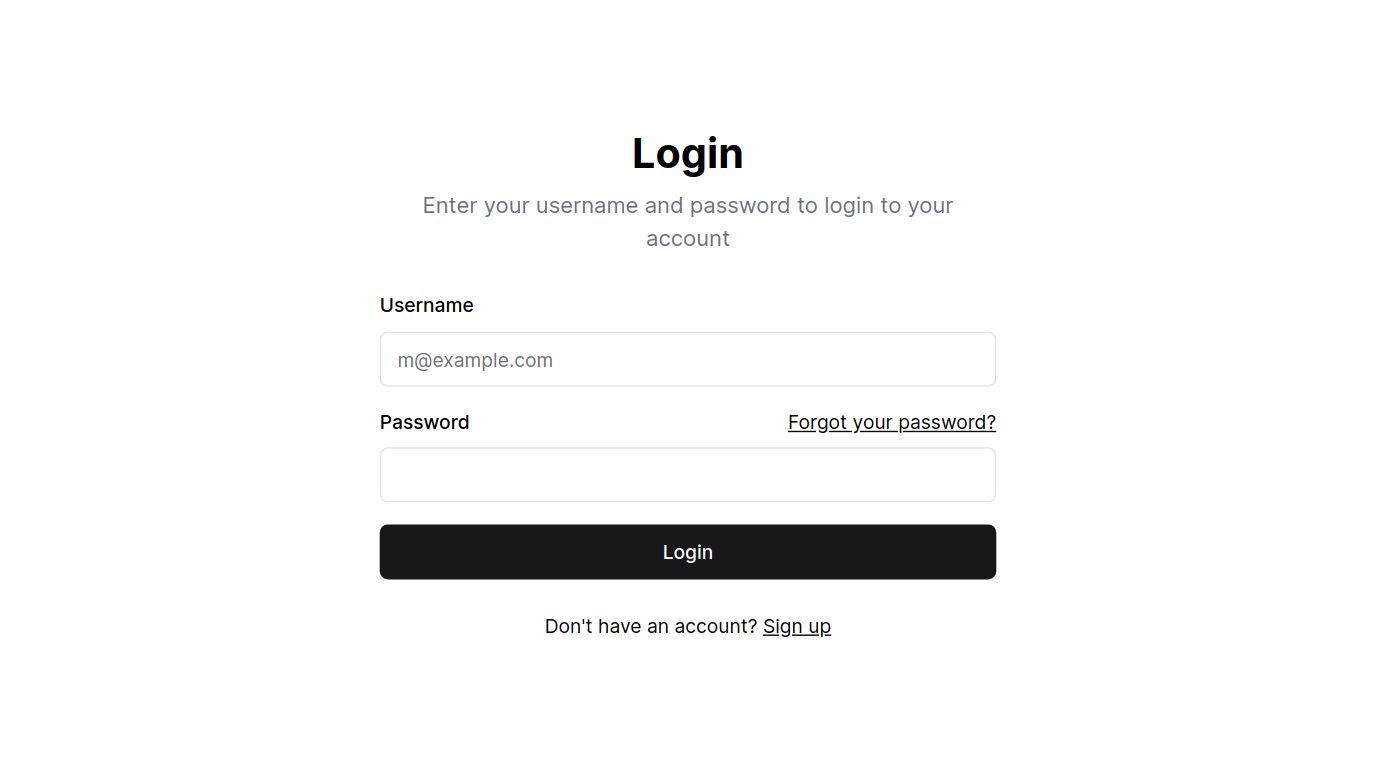 Login
Enter your username and password to login to your
account
Username
m@example.com
Password Forgot your password?
Login
Don't have an account? Sign up